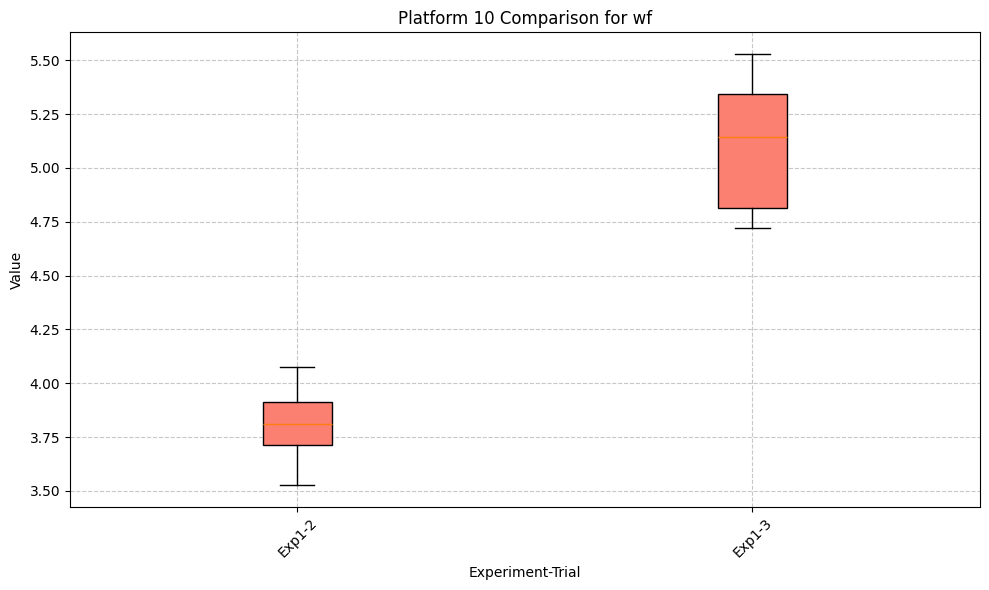 Platform 10 Comparison for wf
5.50
5.25
5.00
4.75
4.50
4.25
4.00
3.75
3.50
Value
Exp1-2
Exp1-3
Experiment-Trial